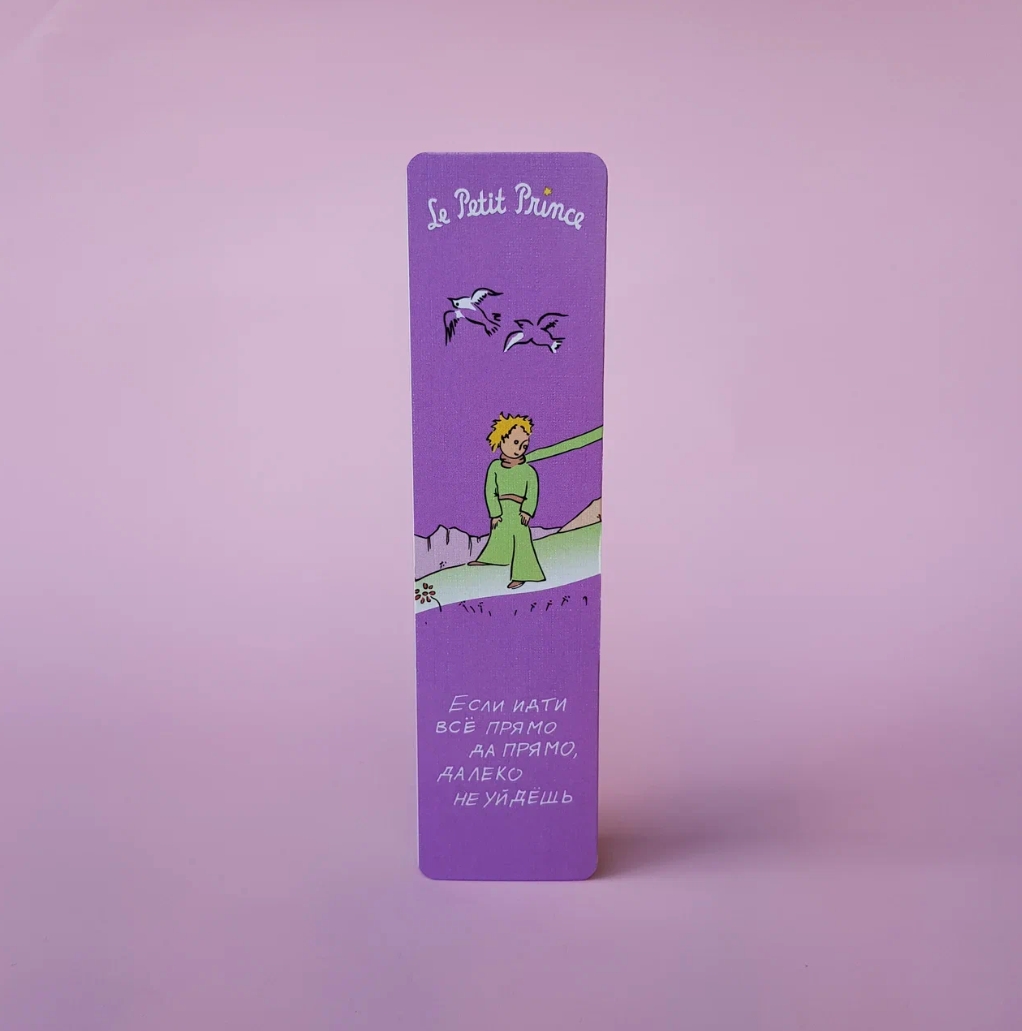 Le Petit Prince
Если идти
всё прямо
да прямо,
далеко
не уйдёшь